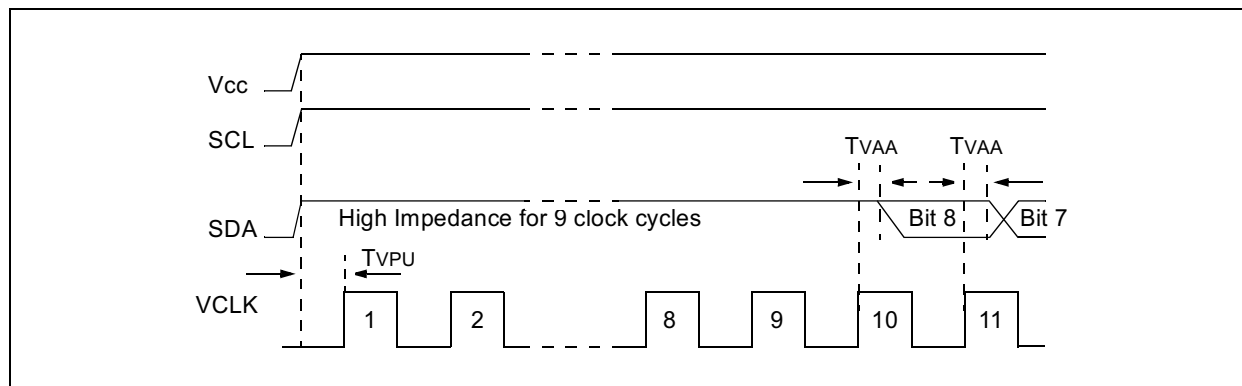 Vcc
SCL
TVAA TVAA
SDA High Impedance for 9 clock cycles Bit 8 Bit 7
TVPU
VCLK 1 2 8 9 10 11